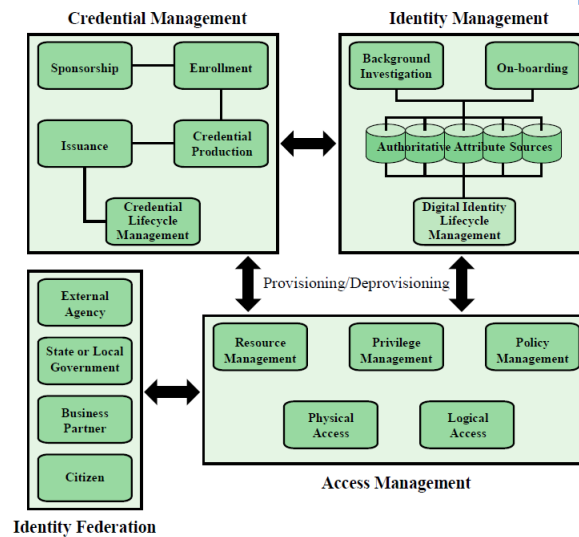 Credential Management
Sponsorship
Enrollment
Issuance
Credential
Production
Credential
Lifecycle
Management
Identity Management
Background
Investigation
On-boarding
Authoritative Attribute Sources
Digital Identity
Lifecycle
Management
Provisioning/Deprovisioning
External
Agency
State or Local
Government
Business
Partner
Citizen
Identity Federation
Resource
Management
Privilege
Management
Policy
Management
Physical
Access
Logical
Access
Access Management